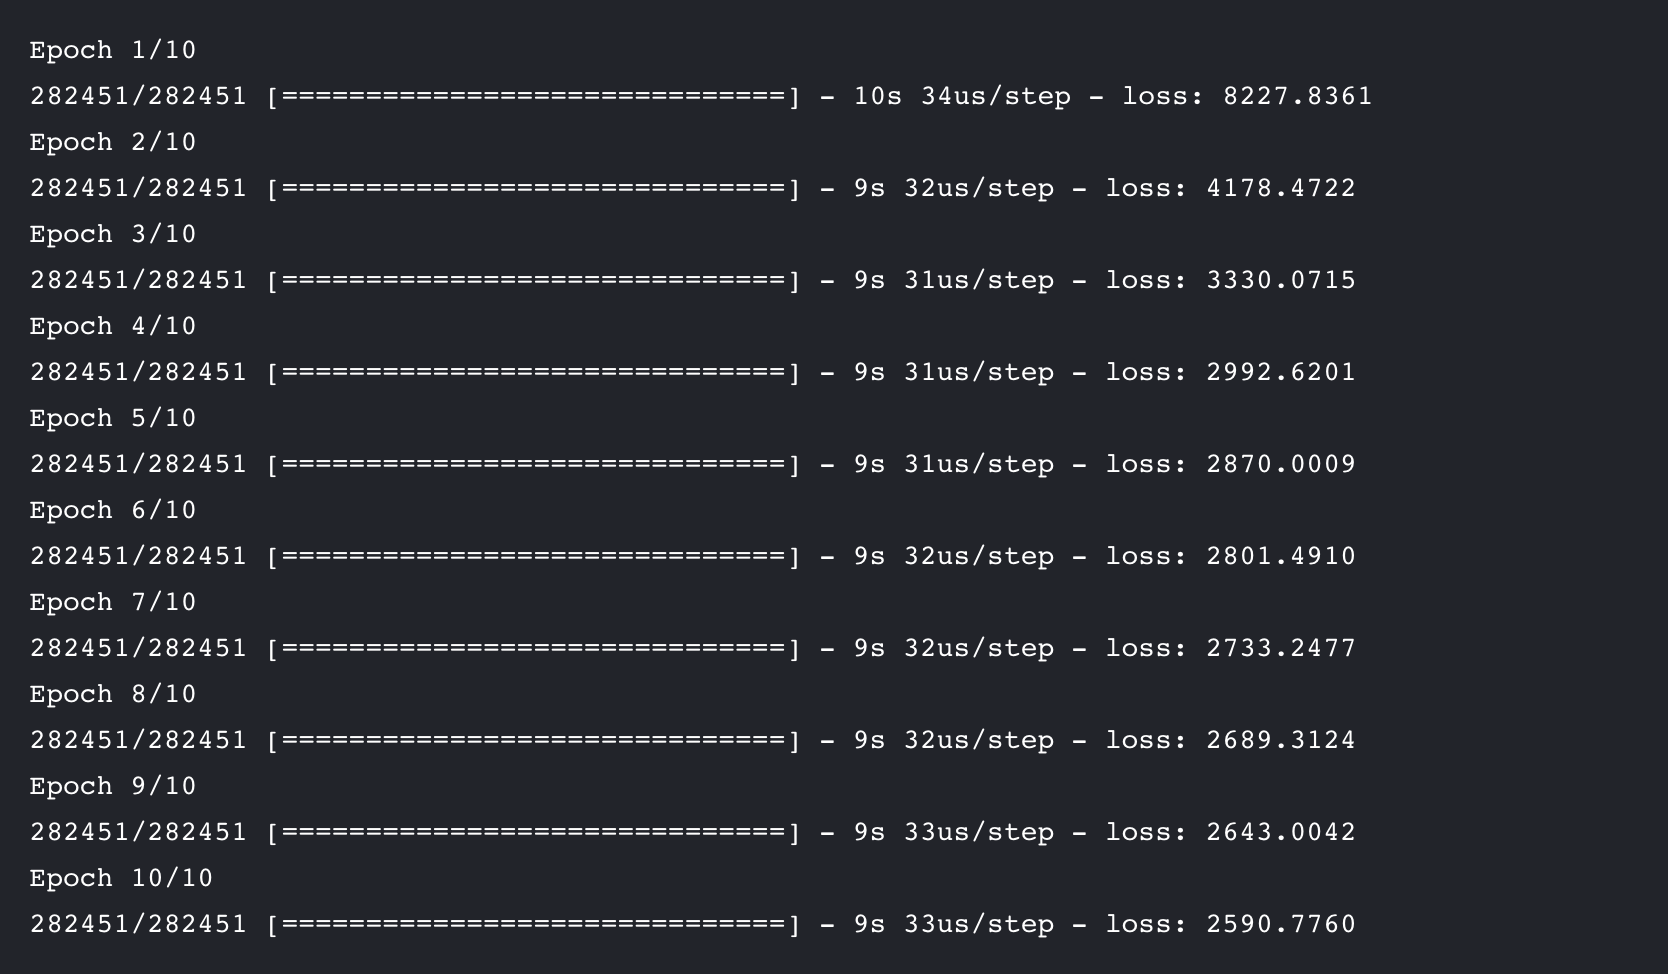 Epoch 1/10
282451/282451 [==============================] - 10s 34us/step - loss: 8227.8361
Epoch 2/10
282451/282451 [==============================] - 9s 32us/step - loss: 4178.4722
Epoch 3/10
282451/282451 [==============================] - 9s 31us/step - loss: 3330.0715
Epoch 4/10
282451/282451 [==============================] - 9s 31us/step - loss: 2992.6201
Epoch 5/10
282451/282451 [==============================] - 9s 31us/step - loss: 2870.0009
Epoch 6/10
282451/282451 [==============================] - 9s 32us/step - loss: 2801.4910
Epoch 7/10
282451/282451 [==============================] - 9s 32us/step - loss: 2733.2477
Epoch 8/10
282451/282451 [==============================] - 9s 32us/step - loss: 2689.3124
Epoch 9/10
282451/282451 [==============================] - 9s 33us/step - loss: 2643.0042
Epoch 10/10
282451/282451 [==============================] - 9s 33us/step - loss: 2590.7760